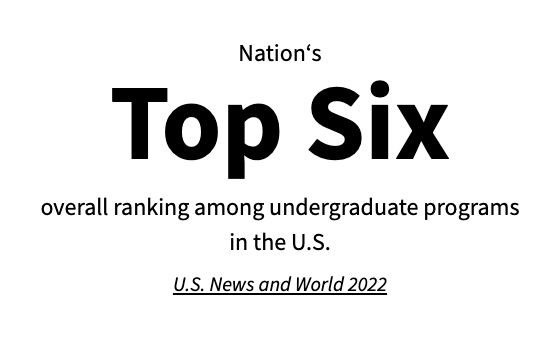 Nation‘s
Top Six
overall ranking among undergraduate programs
in the U.S.
U.S. News and World 2022